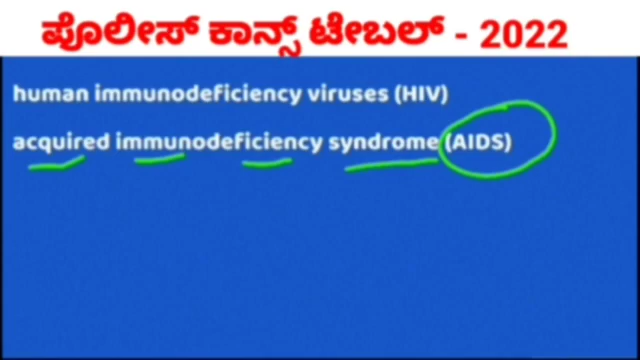 ಪೊಲೀಸ್ ಕಾನ್ಸ್ ಟೇಬಲ್ - 2022
human immunodeficiency viruses (HIV)
acquired immunodeficiency syndrome (AIDS)